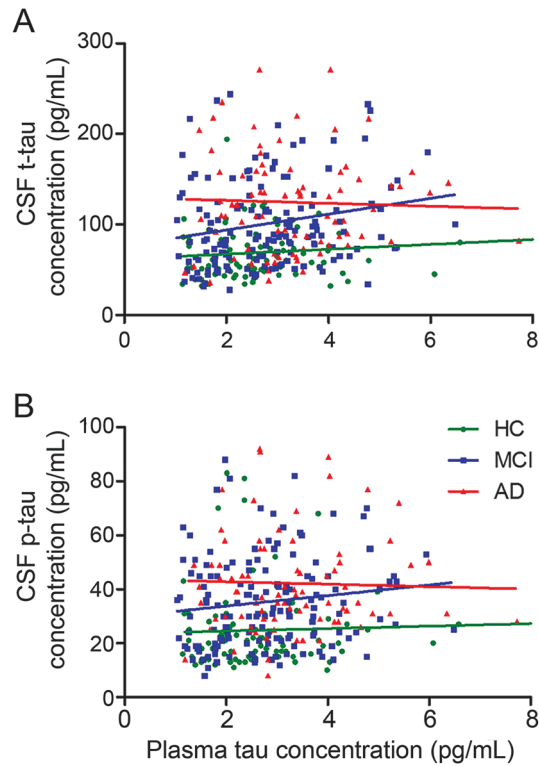 A
CSF t-tau
concentration (pg/mL)
300
200
100
0
0 2 4 6 8
B
CSF p-tau
concentration (pg/mL)
100
80
60
40
20
0
HC
MCI
AD
0 2 4 6 8
Plasma tau concentration (pg/mL)